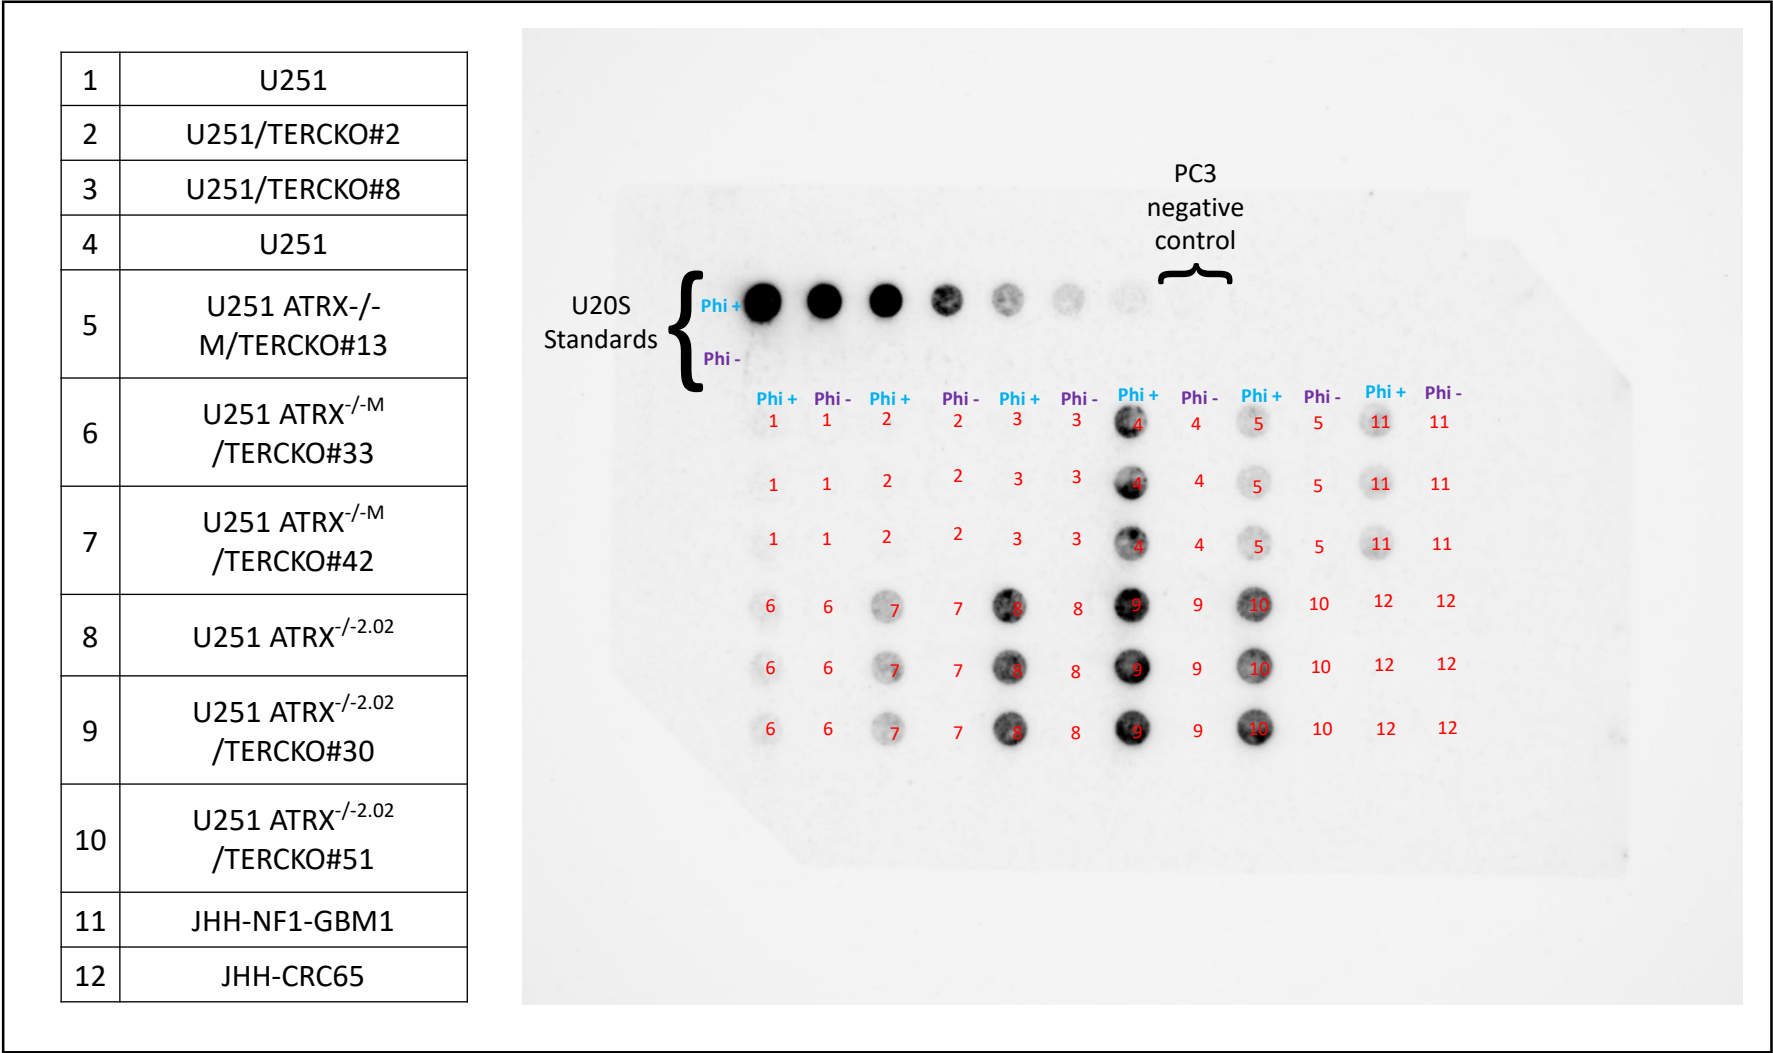 1 U251
2 U251/TERCKO#2
3 U251/TERCKO#8
4 U251
5 U251 ATRX-/-
M/TERCKO#13
6 U251 ATRX-/-M
/TERCKO#33
7 U251 ATRX-/-M
/TERCKO#42
8 U251 ATRX-/-2.02
9 U251 ATRX-/-2.02
/TERCKO#30
10 U251 ATRX-/-2.02
/TERCKO#51
11 JHH-NF1-GBM1
12 JHH-CRC65
PC3
negative
control
U20S
Standards
Phi +
Phi -
Phi + Phi - Phi + Phi - Phi + Phi - Phi + Phi - Phi + Phi - Phi + Phi -
1 1 2 2 3 3 4 4 5 5 11 11
1 1 2 2 3 3 4 4 5 5 11 11
1 1 2 2 3 3 4 4 5 5 11 11
6 6 7 7 8 8 9 9 10 10 12 12
6 6 7 7 8 8 9 9 10 10 12 12
6 6 7 7 8 8 9 9 10 10 12 12